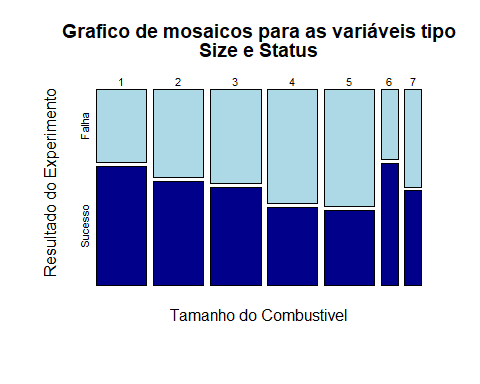 Grafico de mosaicos para as variáveis tipo
Size e Status
1 2 3 4 5 6 7
Falha
Sucesso
Resultado do Experimento
Tamanho do Combustivel